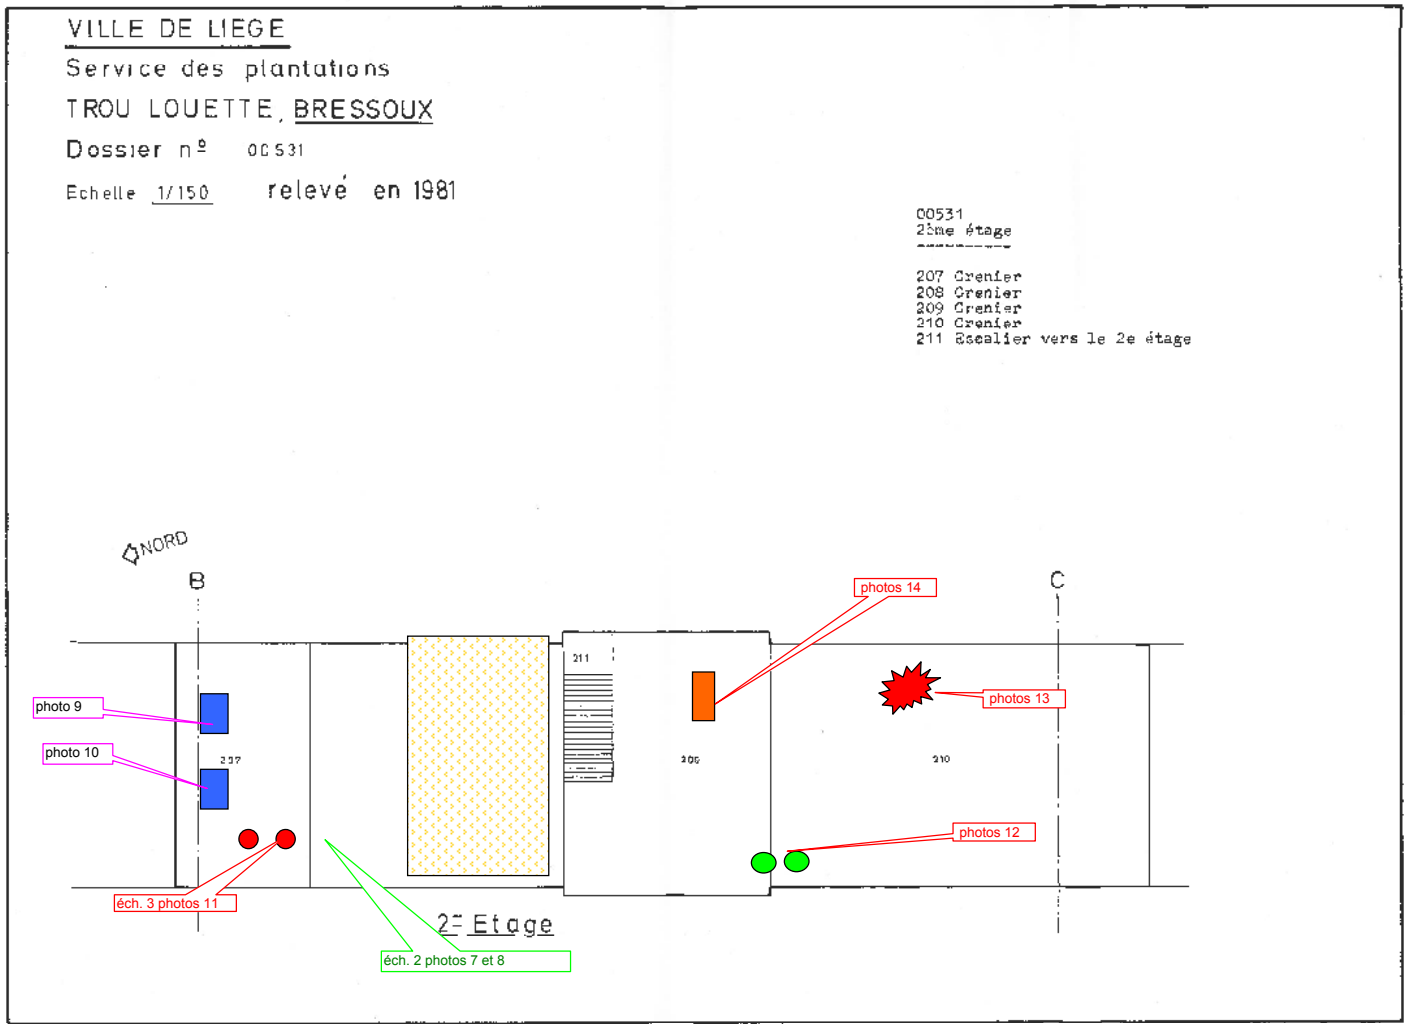 VILLE DE LIEGE
Service des plantations
TROU LOUETTE, BRESSOUX
Dossier nº 00531
Echelle 1/150 relevé en 1981
00531
2ème étage
207 Grenier
208 Grenier
209 Grenier
210 Grenier
211 Escalier vers le 2e étage
NORD
B
C
photos 14
211
photos 13
photo 9
photo 10
207
210
photos 12
éch. 3 photos 11
2º Etage
éch. 2 photos 7 et 8